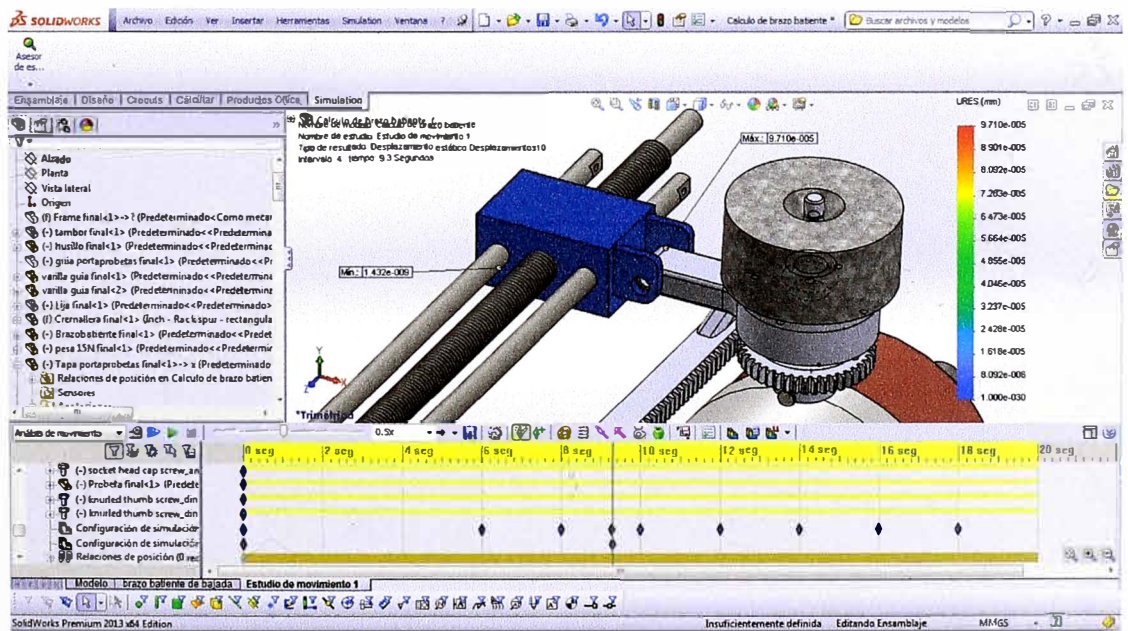 SOLIDWORKS Archivo Edición Ver Insertar Herramientas Simulation Ventana ? Calculo de brazo batiente * Buscar archivos y modelos
Asesor
de es...
Ensamblaje Diseño Croquis Calcular Productos Office Simulation
Nombre de estudio: Estudio de movimiento 1
Tipo de resultado: Desplazamiento estático Desplazamientos10
Intervalo 4 tiempo 9.3 Segundos
URES (mm)
9.710e-005
8.901e-005
8.092e-005
7.283e-005
6.473e-005
5.664e-005
4.855e-005
4.046e-005
3.237e-005
2.428e-005
1.618e-005
8.092e-006
1.000e-030
Máx.: 9.710e-005
Mín.: 1.432e-009
Alzado
Planta
Vista lateral
Origen
(f) Frame final<1>->? (Predeterminado<Como mecar
(-) tambor final<1> (Predeterminado<<Predeterminac
(-) husillo final<1> (Predeterminado<<Predeterminac
(-) guia portaprobetas final<1> (Predeterminado<<Pr
varilla guia final<1> (Predeterminado<<Predetermina
varilla guia final<2> (Predeterminado<<Predetermina
(-) Lija final<1> (Predeterminado<<Predeterminado>
(f) Cremallera final<1> (Inch - Rack spur - rectangula
(-) Brazo batiente final<1> (Predeterminado<<Predet
(-) pesa 15N final<1> (Predeterminado<<Predetermir
(-) Tapa portaprobetas final<1>->x (Predeterminado
Relaciones de posición en Calculo de brazo batien
Sensores
Y
X
Z
*Trimétrica
Análisis de movimiento 0.5x
0 seg 2 seg 4 seg 6 seg 8 seg 10 seg 12 seg 14 seg 16 seg 18 seg 20 seg
(-) socket head cap screw_an
(-) Probeta final<1> (Predete
(-) knurled thumb screw_din
(-) knurled thumb screw_din
Configuración de simulación
Configuración de simulación
Relaciones de posición (0 rec
Modelo brazo batiente de bajada Estudio de movimiento 1
SolidWorks Premium 2013 x64 Edition Insuficientemente definida Editando Ensamblaje MMGS